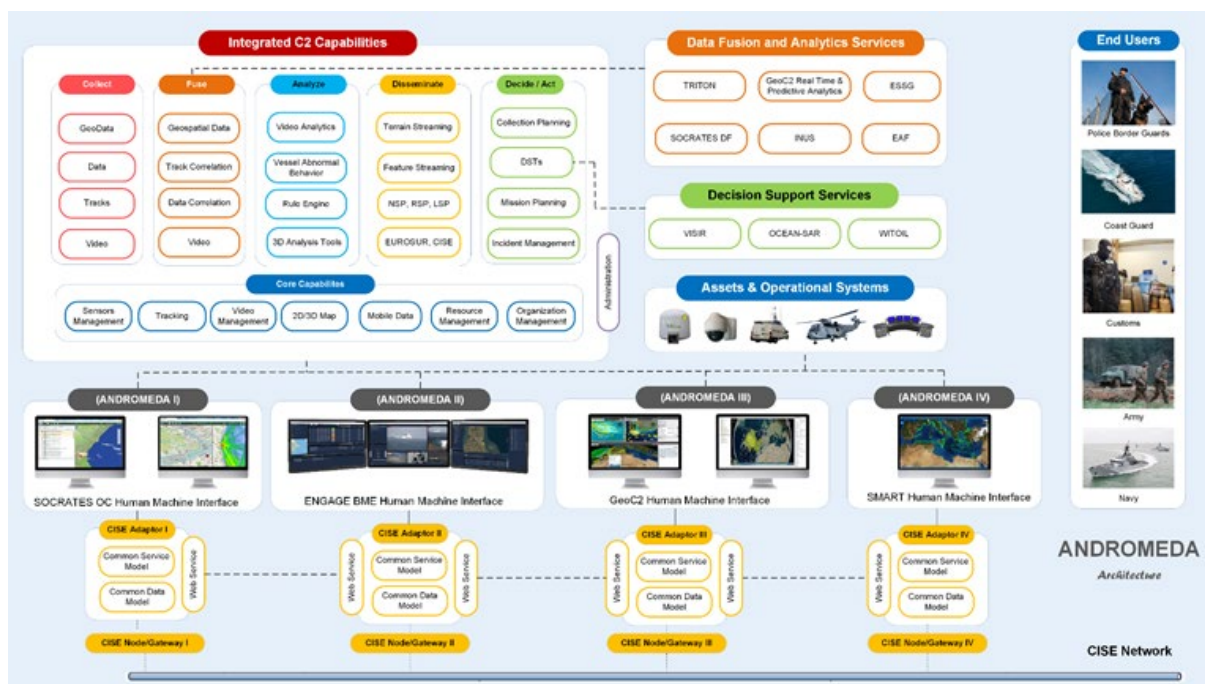 Integrated C2 Capabilities
Collect
GeoData
Data
Tracks
Video
Fuse
Geospatial Data
Track Correlation
Data Correlation
Video
Analyze
Video Analytics
Vessel Abnormal
Behavior
Rule Engine
3D Analysis Tools
Disseminate
Terrain Streaming
Feature Streaming
NSP, RSP, LSP
EUROSUR, CISE
Decide / Act
Collection Planning
DSTs
Mission Planning
Incident Management
Core Capabilites
Sensors
Management
Tracking
Video
Management
2D/3D Map
Mobile Data
Resource
Management
Organization
Management
Administration
Data Fusion and Analytics Services
TRITON
GeoC2 Real Time &
Predictive Analytics
ESSG
SOCRATES DF
INUS
EAF
Decision Support Services
VISIR
OCEAN-SAR
WITOIL
Assets & Operational Systems
End Users
Police Border Guards
Coast Guard
Customs
Army
Navy
(ANDROMEDA I)
SOCRATES OC Human Machine Interface
(ANDROMEDA II)
ENGAGE BME Human Machine Interface
(ANDROMEDA III)
GeoC2 Human Machine Interface
(ANDROMEDA IV)
SMART Human Machine Interface
CISE Adaptor I
Common Service
Model
Common Data
Model
Web Service
Web Service
CISE Adaptor II
Common Service
Model
Common Data
Model
Web Service
Web Service
CISE Adaptor III
Common Service
Model
Common Data
Model
Web Service
Web Service
CISE Adaptor IV
Common Service
Model
Common Data
Model
CISE Node/Gateway I
CISE Node/Gateway II
CISE Node/Gateway III
CISE Node/Gateway IV
ANDROMEDA
Architecture
CISE Network